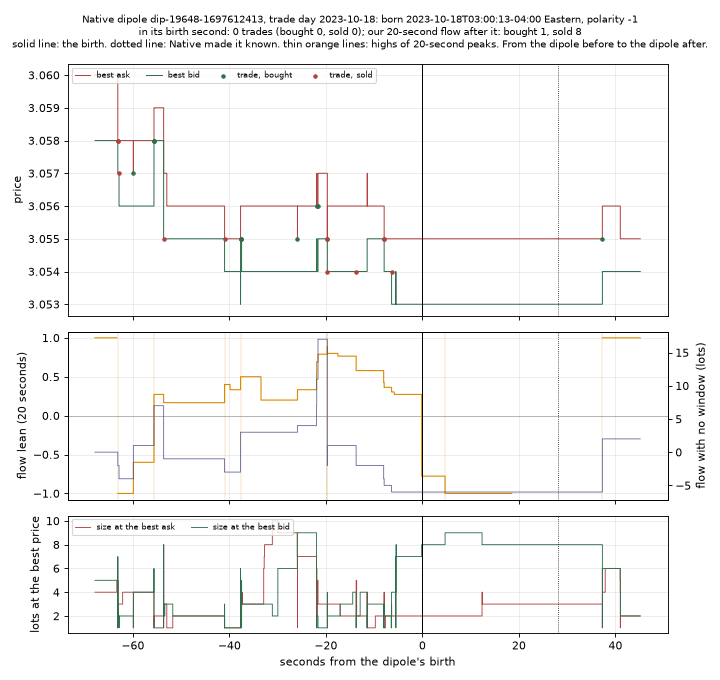 Native dipole dip-19648-1697612413, trade day 2023-10-18: born 2023-10-18T03:00:13-04:00 Eastern, polarity -1
in its birth second: 0 trades (bought 0, sold 0); our 20-second flow after it: bought 1, sold 8
solid line: the birth. dotted line: Native made it known. thin orange lines: highs of 20-second peaks. From the dipole before to the dipole after.
best ask
best bid
trade, bought
trade, sold
3.060
3.059
3.058
3.057
3.056
3.055
3.054
3.053
price
1.0
0.5
0.0
−0.5
−1.0
flow lean (20 seconds)
15
10
5
0
−5
flow with no window (lots)
size at the best ask
size at the best bid
10
8
6
4
2
lots at the best price
−60
−40
−20
0
20
40
seconds from the dipole's birth